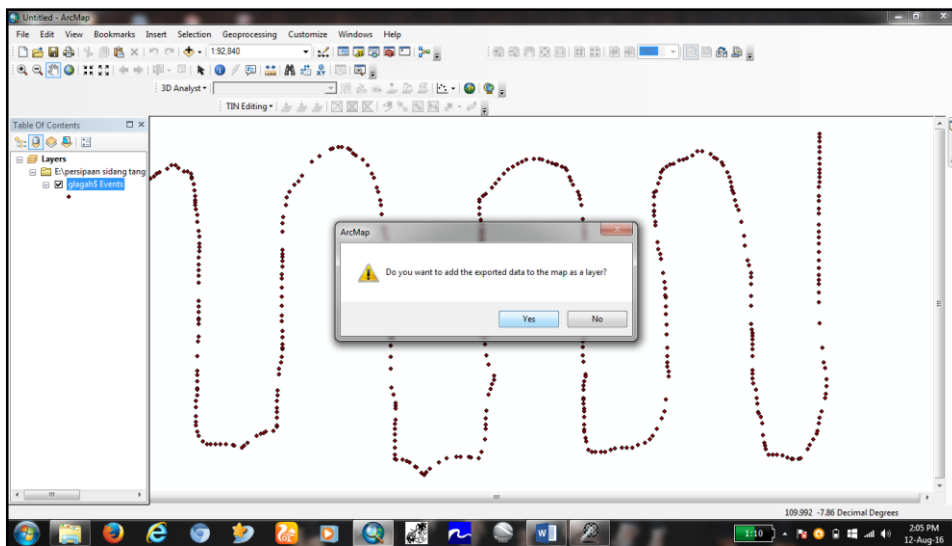 Untitled - ArcMap
File Edit View Bookmarks Insert Selection Geoprocessing Customize Windows Help
1:92,840
3D Analyst
TIN Editing
Table Of Contents
Layers
E:\persipaan sidang tang
glagah$ Events
ArcMap
Do you want to add the exported data to the map as a layer?
Yes No
109.992 -7.86 Decimal Degrees
1:10
2:05 PM
12-Aug-16